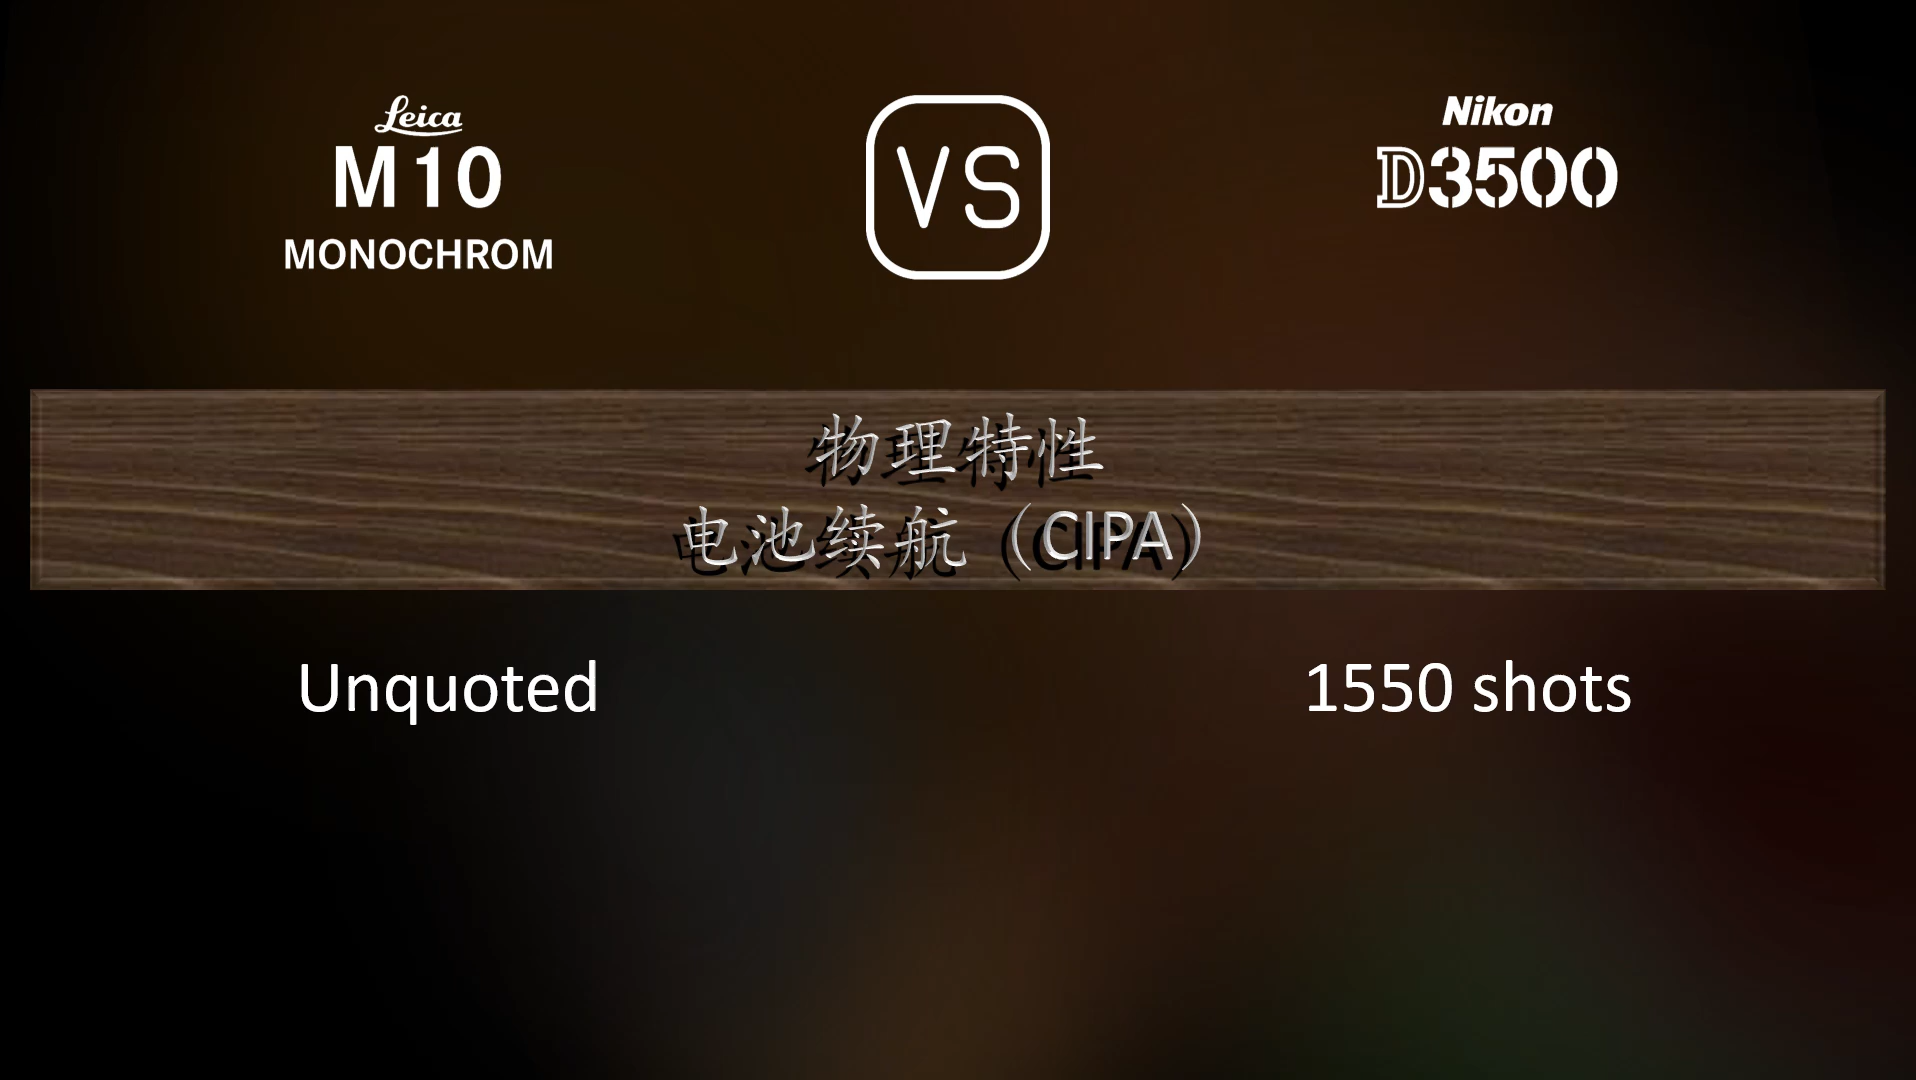 Leica
M10
MONOCHROM
VS
Nikon
D3500
物理特性
电池续航（CIPA）
Unquoted
1550 shots